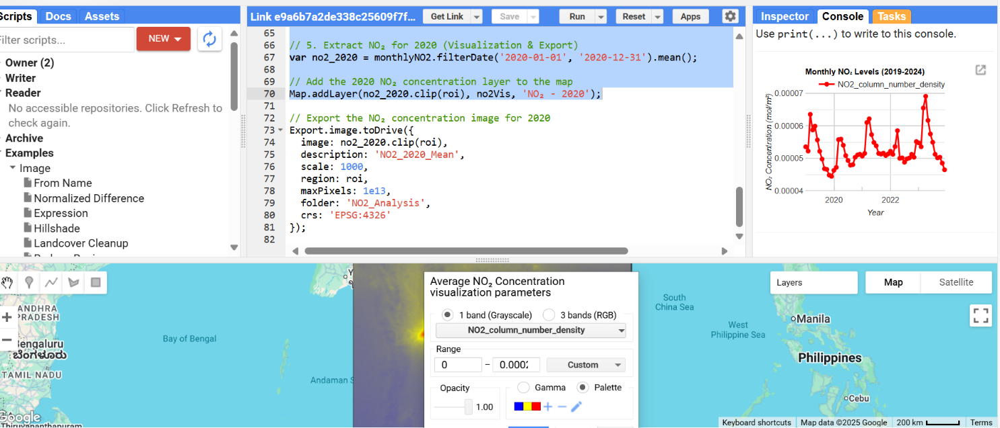 Scripts
Docs
Assets
Filter scripts...
NEW
Owner (2)
Writer
Reader
No accessible repositories. Click Refresh to
check again.
Archive
Examples
Image
From Name
Normalized Difference
Expression
Hillshade
Landcover Cleanup
Link e9a6b7a2de338c25609f7f...
Get Link
Save
Run
Reset
Apps
65
66 // 5. Extract NO₂ for 2020 (Visualization & Export)
67 var no2_2020 = monthlyNO2.filterDate('2020-01-01', '2020-12-31').mean();
68
69 // Add the 2020 NO₂ concentration layer to the map
70 Map.addLayer(no2_2020.clip(roi), no2Vis, 'NO₂ - 2020');
71
72 // Export the NO₂ concentration image for 2020
73 Export.image.toDrive({
74 image: no2_2020.clip(roi),
75 description: 'NO2_2020_Mean',
76 scale: 1000,
77 region: roi,
78 maxPixels: 1e13,
79 folder: 'NO2_Analysis',
80 crs: 'EPSG:4326'
81 });
82
Inspector
Console
Tasks
Use print(...) to write to this console.
Monthly NO₂ Levels (2019-2024)
NO2_column_number_density
NO₂ Concentration (mol/m²)
0.00007
0.00006
0.00005
0.00004
2020
2022
Year
ANDHRA
PRADESH
Bengaluru
ಬೆಂಗಳೂರು
TAMIL NADU
Thiruvananthapuram
Google
Bay of Bengal
Andaman S
Average NO₂ Concentration
visualization parameters
1 band (Grayscale)
3 bands (RGB)
NO2_column_number_density
Range
0
–
0.0002
Custom
Opacity
1.00
Gamma
Palette
South
China Sea
West
Philippine Sea
Manila
Philippines
Cebu
Layers
Map
Satellite
Keyboard shortcuts
Map data ©2025 Google
200 km
Terms